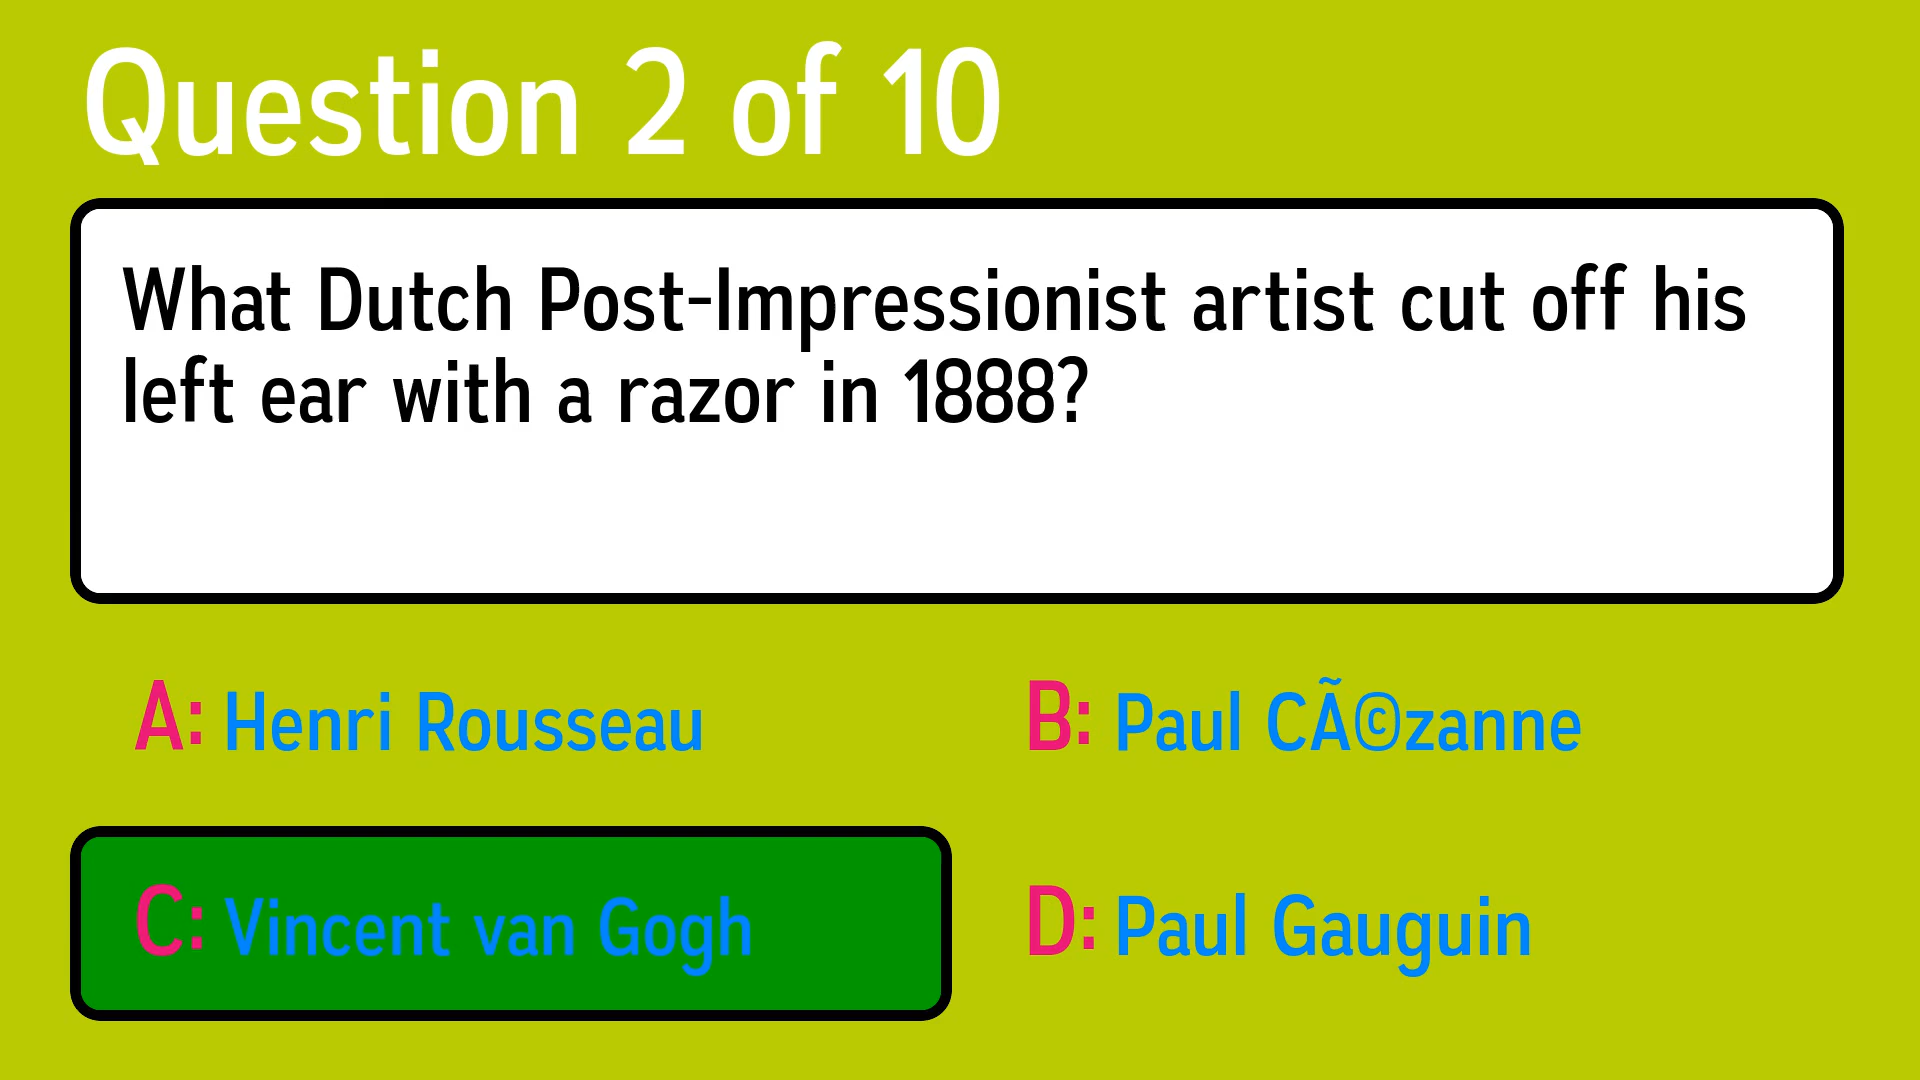 Question 2 of 10
What Dutch Post-Impressionist artist cut off his
left ear with a razor in 1888?
A: Henri Rousseau
B: Paul CÃ©zanne
C: Vincent van Gogh
D: Paul Gauguin